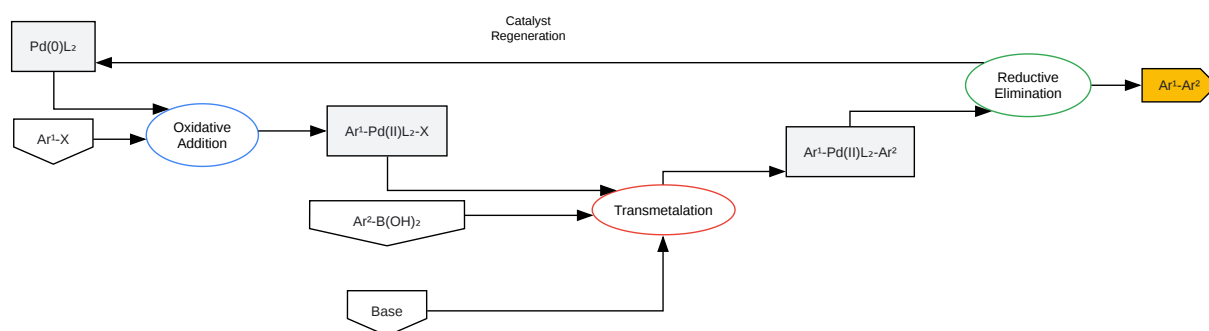 Catalyst
Regeneration
Pd(0)L₂
Ar¹-X
Oxidative
Addition
Ar¹-Pd(II)L₂-X
Ar²-B(OH)₂
Base
Transmetalation
Ar¹-Pd(II)L₂-Ar²
Reductive
Elimination
Ar¹-Ar²